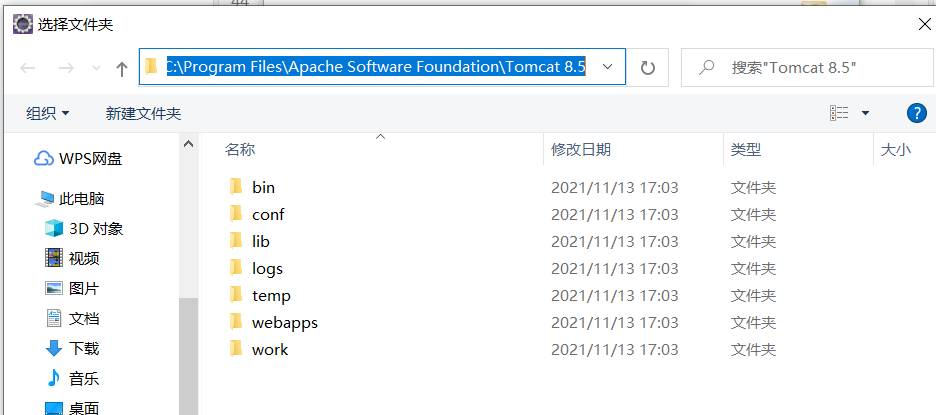 44
选择文件夹
C:\Program Files\Apache Software Foundation\Tomcat 8.5
搜索"Tomcat 8.5"
组织
新建文件夹
?
名称
修改日期
类型
大小
WPS网盘
此电脑
3D 对象
视频
图片
文档
下载
音乐
桌面
bin 2021/11/13 17:03 文件夹
conf 2021/11/13 17:03 文件夹
lib 2021/11/13 17:03 文件夹
logs 2021/11/13 17:03 文件夹
temp 2021/11/13 17:03 文件夹
webapps 2021/11/13 17:03 文件夹
work 2021/11/13 17:03 文件夹